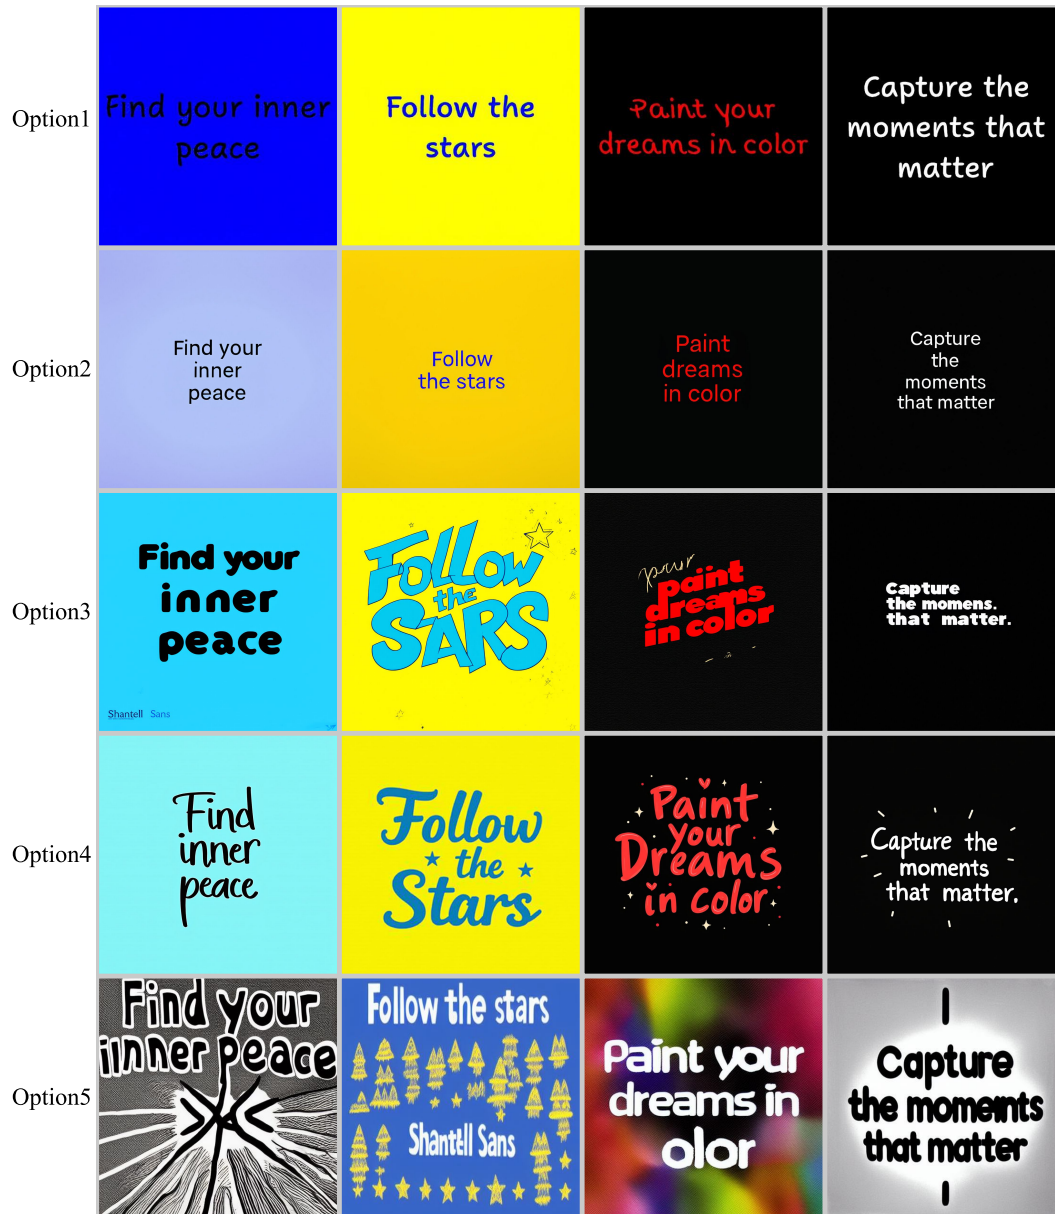 Option1
Find your inner
peace
Follow the
stars
Paint your
dreams in color
Capture the
moments that
matter
Option2
Find your
inner
peace
Follow
the stars
Paint
dreams
in color
Capture
the
moments
that matter
Option3
Find your
inner
peace
Shantell Sans
Follow
the
SARS
paint
dreams
in color
Capture
the momens.
that matter.
Option4
Find
inner
peace
Follow
the
Stars
Paint
your
Dreams
in color
Capture the
moments
that matter.
Option5
Find your
iinner peace
Follow the stars
Shantell Sans
Paint your
dreams in
olor
Capture
the momeints
that matter